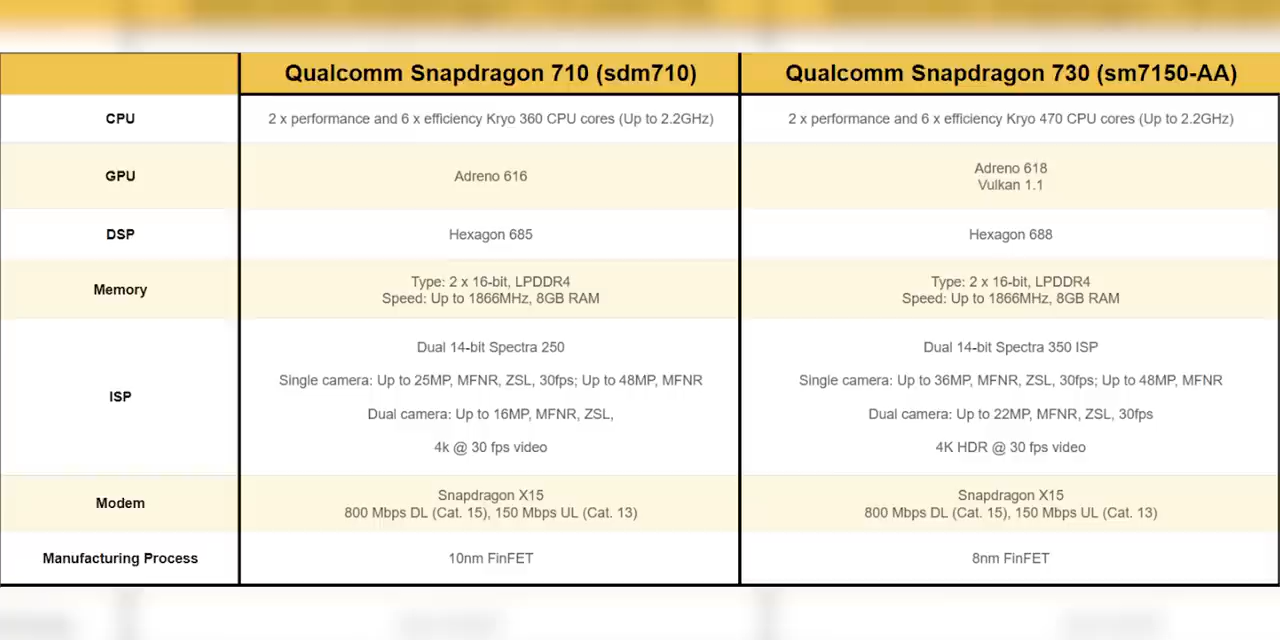 Qualcomm Snapdragon 710 (sdm710)
Qualcomm Snapdragon 730 (sm7150-AA)
CPU
2 x performance and 6 x efficiency Kryo 360 CPU cores (Up to 2.2GHz)
2 x performance and 6 x efficiency Kryo 470 CPU cores (Up to 2.2GHz)
GPU
Adreno 616
Adreno 618
Vulkan 1.1
DSP
Hexagon 685
Hexagon 688
Memory
Type: 2 x 16-bit, LPDDR4
Speed: Up to 1866MHz, 8GB RAM
Type: 2 x 16-bit, LPDDR4
Speed: Up to 1866MHz, 8GB RAM
ISP
Dual 14-bit Spectra 250
Single camera: Up to 25MP, MFNR, ZSL, 30fps; Up to 48MP, MFNR
Dual camera: Up to 16MP, MFNR, ZSL,
4k @ 30 fps video
Dual 14-bit Spectra 350 ISP
Single camera: Up to 36MP, MFNR, ZSL, 30fps; Up to 48MP, MFNR
Dual camera: Up to 22MP, MFNR, ZSL, 30fps
4K HDR @ 30 fps video
Modem
Snapdragon X15
800 Mbps DL (Cat. 15), 150 Mbps UL (Cat. 13)
Snapdragon X15
800 Mbps DL (Cat. 15), 150 Mbps UL (Cat. 13)
Manufacturing Process
10nm FinFET
8nm FinFET